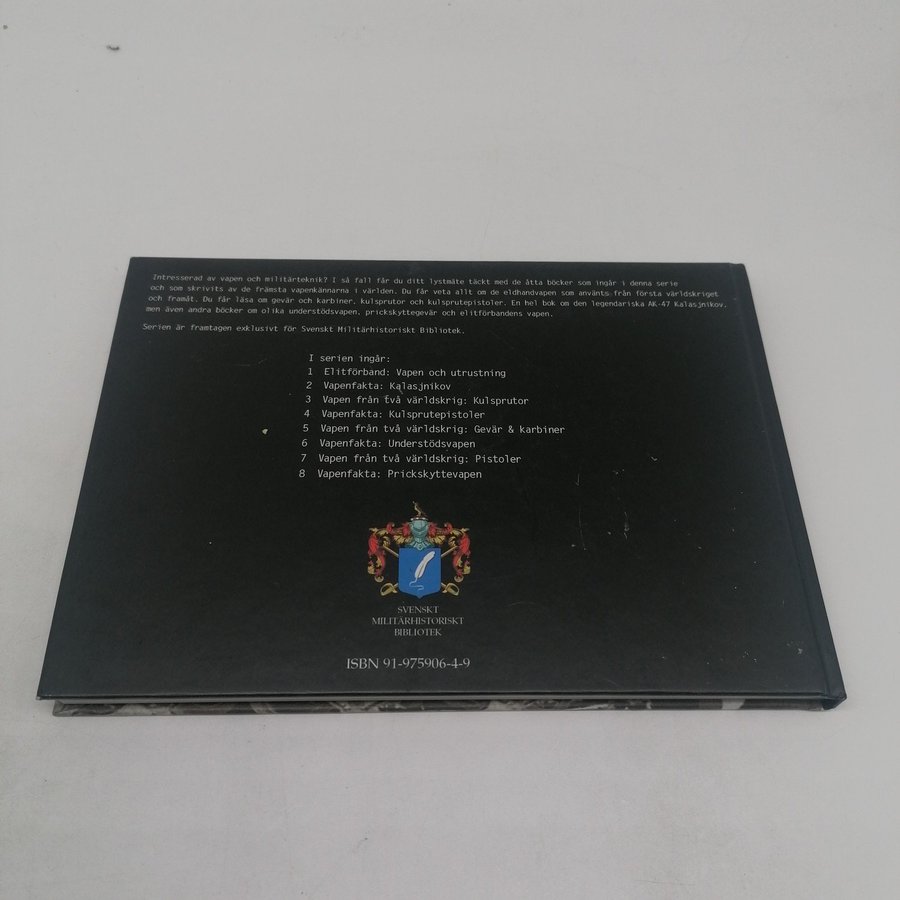 Intresserad av vapen och militärteknik? I så fall får du ditt lystmäte täckt med de åtta böcker som ingår i denna serie
och som skrivits av de främsta vapenkännarna i världen. Du får veta allt om de eldhandvapen som använts från första världskriget
och framåt. Du får läsa om gevär och karbiner, kulsprutor och kulsprutepistoler. En hel bok om den legendariska AK-47 Kalasjnikov,
men även andra böcker om olika understödsvapen, prickskyttegevär och elitförbandens vapen.
Serien är framtagen exklusivt för Svenskt Militärhistoriskt Bibliotek.
I serien ingår:
1 Elitförband: Vapen och utrustning
2 Vapenfakta: Kalasjnikov
3 Vapen från två världskrig: Kulsprutor
4 Vapenfakta: Kulsprutepistoler
5 Vapen från två världskrig: Gevär & karbiner
6 Vapenfakta: Understödsvapen
7 Vapen från två världskrig: Pistoler
8 Vapenfakta: Prickskyttevapen
SVENSKT
MILITÄRHISTORISKT
BIBLIOTEK
ISBN 91-975906-4-9